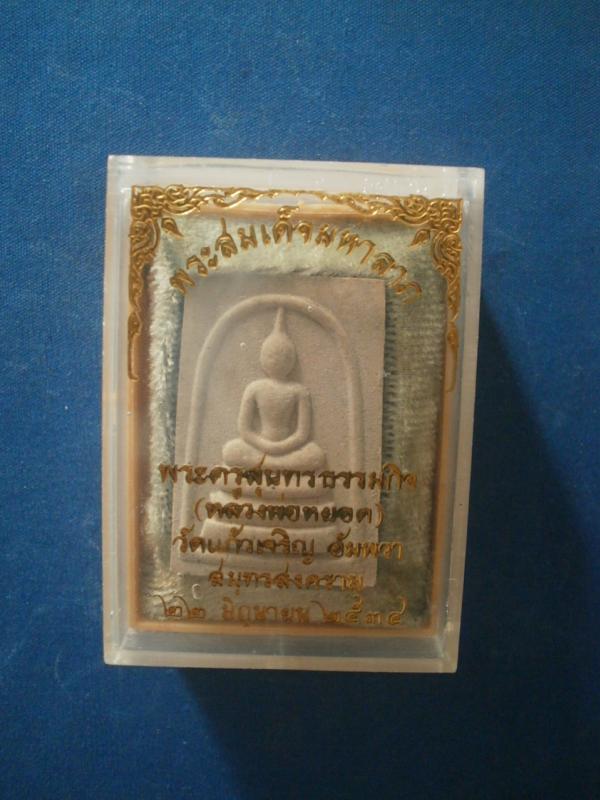 พระสมเด็จมหาลาภ
พระครูสุนทรธรรมกิจ
(หลวงพ่อหยอด)
วัดแก้วเจริญ อัมพวา
สมุทรสงคราม
๒๒ มิถุนายน ๒๕๓๔